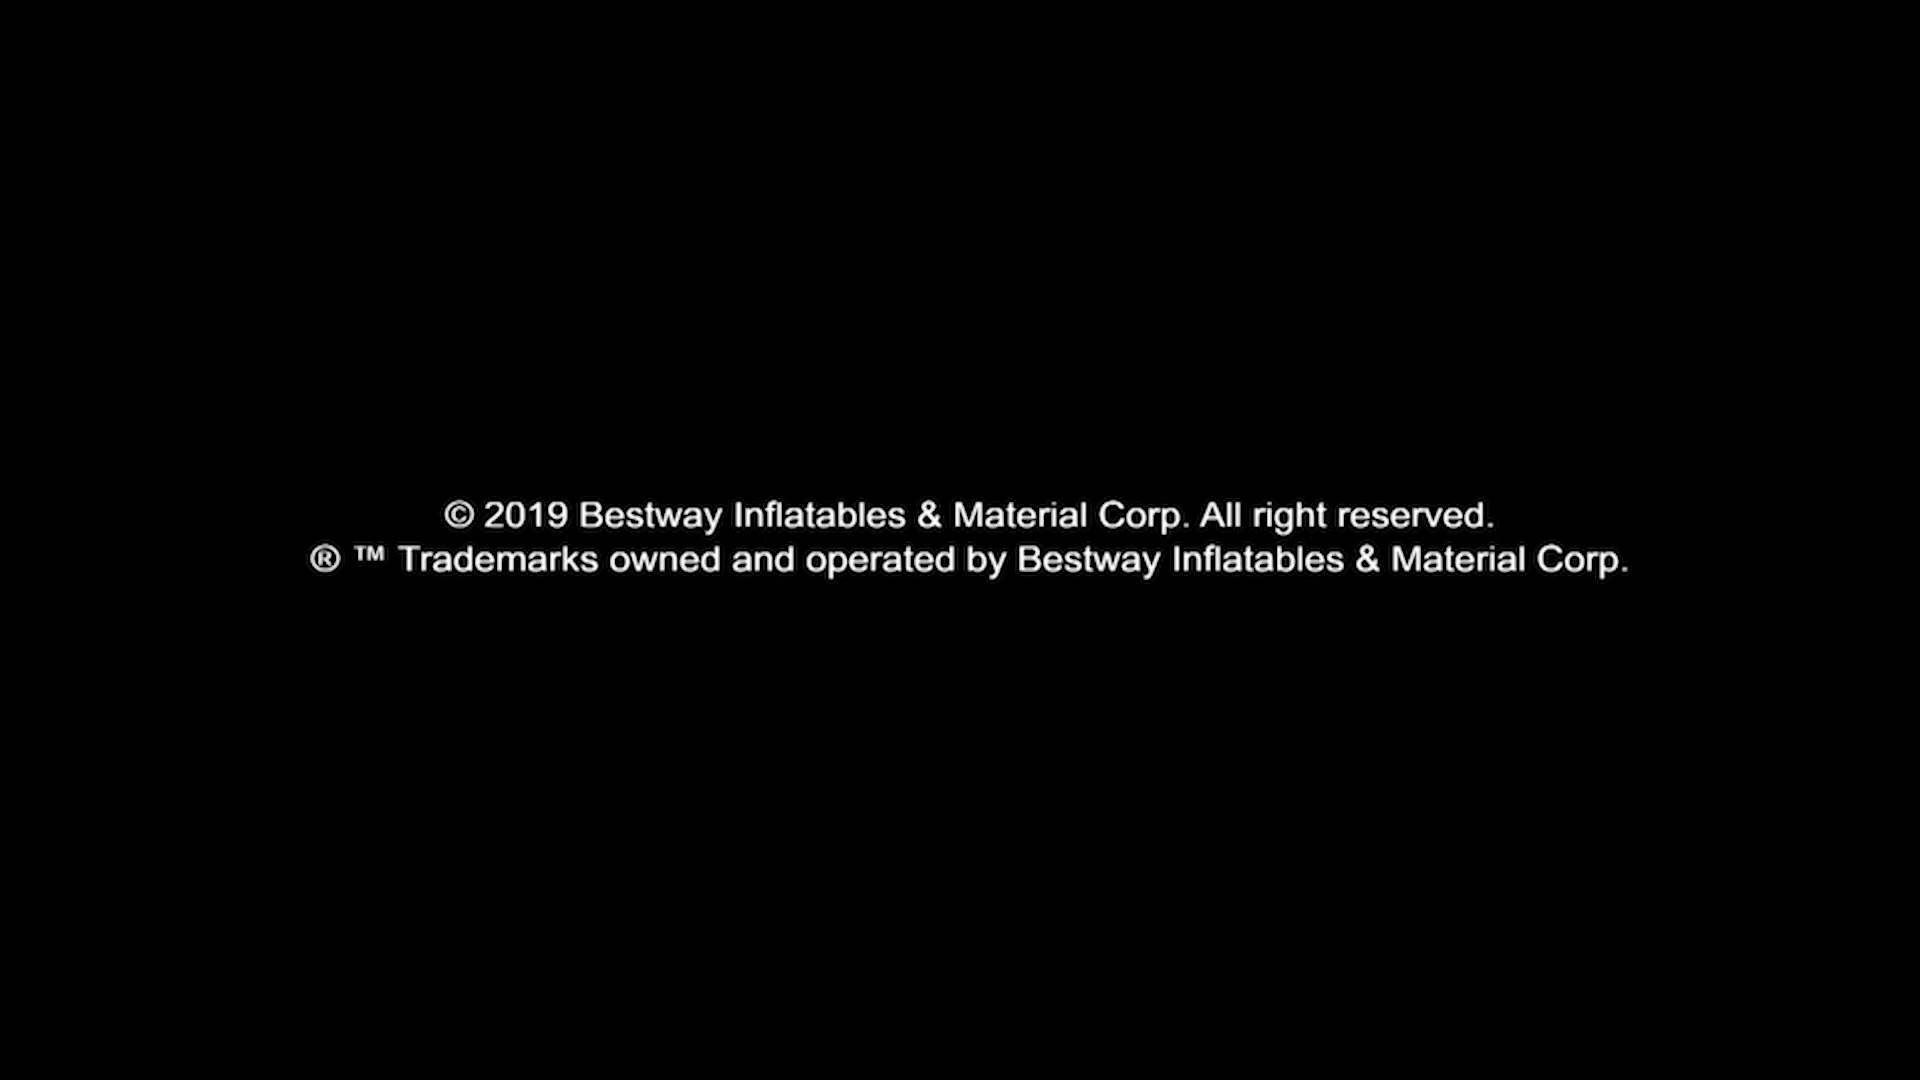 © 2019 Bestway Inflatables & Material Corp. All right reserved.
® ™ Trademarks owned and operated by Bestway Inflatables & Material Corp.